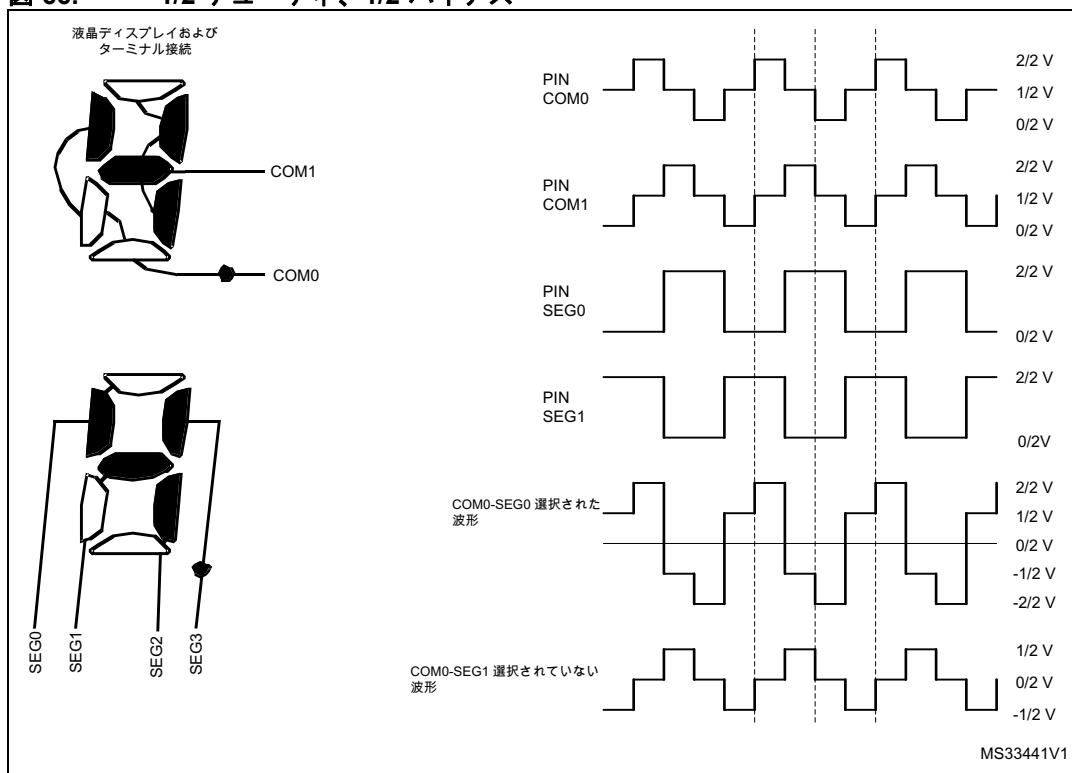 1/2 デューティ、1/2 バイアス
液晶ディスプレイおよび
ターミナル接続
COM1
COM0
SEG0
SEG1
SEG2
SEG3
PIN
COM0
2/2 V
1/2 V
0/2 V
PIN
COM1
2/2 V
1/2 V
0/2 V
PIN
SEG0
2/2 V
0/2 V
PIN
SEG1
2/2 V
0/2V
COM0-SEG0 選択された
波形
2/2 V
1/2 V
0/2 V
-1/2 V
-2/2 V
COM0-SEG1 選択されていない
波形
1/2 V
0/2 V
-1/2 V
MS33441V1